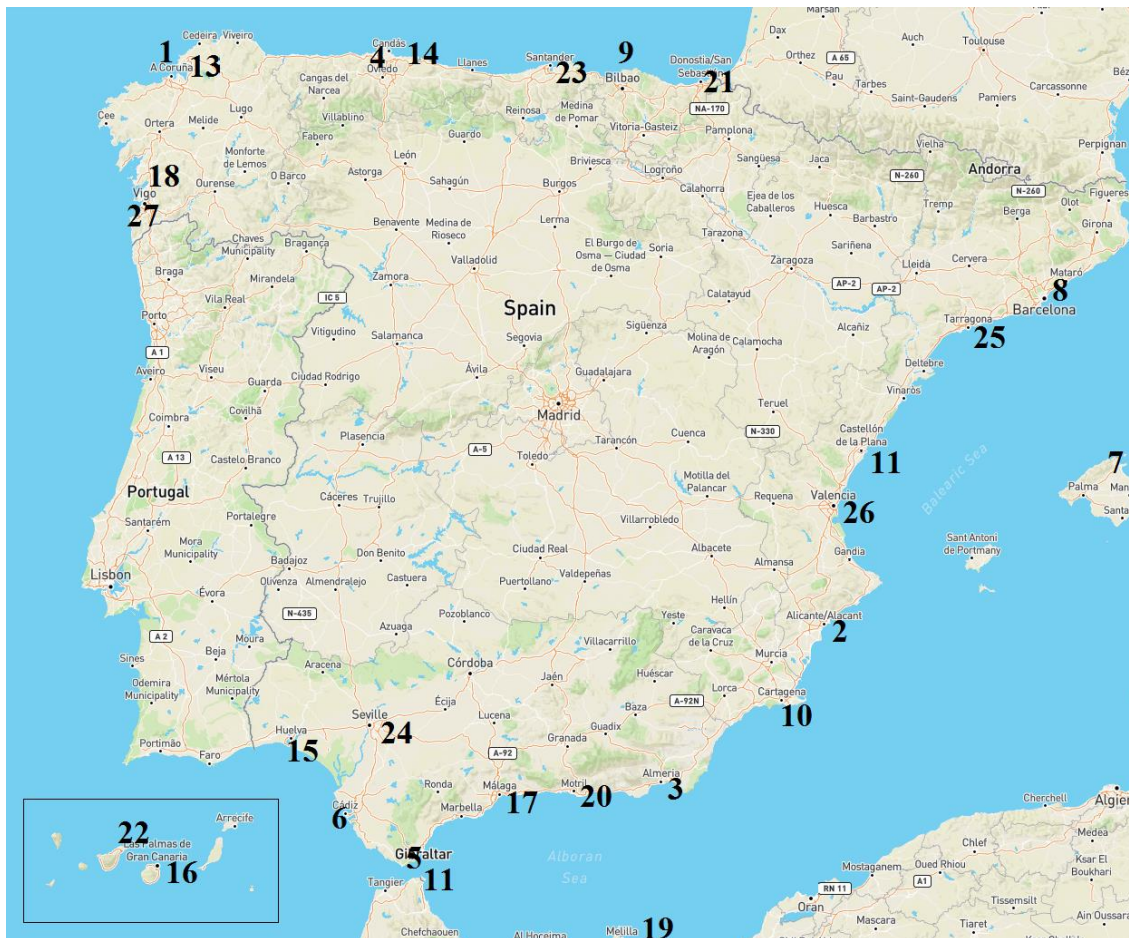 Marsan
Auch
Cedeira Viveiro
Dax
1
Candás
14
9
Toulouse
Orthez
A 65
4
Santander
Donostia/San
Sebastián
A Coruña
13
Oviedo
Llanes
23
Bilbao
21
Pau
Tarbes
Saint-Gaudens
Pamiers
Carcassonne
Béz
Cangas del
Narcea
NA-170
Cee
Lugo
Reinosa
Medina
de Pomar
Ortera
Melide
Villablino
Fabero
Guardo
Vitoria-Gasteiz
Pamplona
Perpignan
Monforte
de Lemos
León
Briviesca
Sangüesa
Jaca
Vielha
Andorra
18
Ourense
O Barco
Astorga
Sahagún
Burgos
Logroño
N-260
N-260
Figueres
Vigo
27
Calahorra
Ejea de los
Caballeros
Huesca
Tremp
Berga
Olot
Girona
Benavente
Medina de
Rioseco
Lerma
Barbastro
Chaves
Municipality
Bragança
Tarazona
Sariñena
El Burgo de
Osma — Ciudad
de Osma
Soria
Braga
Mirandela
Zamora
Valladolid
Zaragoza
Lleida
Cervera
Mataró
8
IC 5
AP-2
AP-2
Vila Real
Spain
Calatayud
Barcelona
Porto
Vitigudino
Salamanca
Segovia
Sigüenza
Molina de
Aragón
Calamocha
Alcañiz
Tarragona
25
A 1
Aveiro
Viseu
Guarda
Ciudad Rodrigo
Ávila
Guadalajara
Deltebre
Vinaròs
Madrid
Teruel
Coimbra
Covilhã
Plasencia
Tarancón
Cuenca
N-330
Castellón
de la Plana
11
A 13
Castelo Branco
A-5
Toledo
7
Portugal
Cáceres
Trujillo
Motilla del
Palancar
Requena
Valencia
26
Balearic Sea
Palma
Man
Santa
Santarém
Portalegre
Villarrobledo
Mora
Municipality
Badajoz
Don Benito
Ciudad Real
Albacete
Almansa
Gandia
Sant Antoni
de Portmany
Lisbon
Olivenza
Almendralejo
Castuera
Puertollano
Valdepeñas
Évora
N-435
Pozoblanco
Hellín
Alicante/Alacant
2
A 2
Moura
Azuaga
Villacarrillo
Yeste
Caravaca
de la Cruz
Beja
Murcia
Sines
Aracena
Córdoba
Jaén
Huéscar
Odemira
Municipality
Mértola
Municipality
Lorca
Cartagena
10
A-92N
Écija
Baza
Seville
24
Lucena
Guadix
Huelva
15
Portimão
Faro
A-92
Granada
Ronda
Málaga
17
Motril
20
Almería
3
Cádiz
6
Marbella
Cherchell
Algier
22
Arrecife
Las Palmas de
Gran Canaria
16
Gibraltar
5
11
Tangier
Alboran
Sea
Medea
Chlef
Ksar El
Boukhari
Mostaganem
Oued Rhiou
RN 11
A1
Oran
Tissemsilt
Mascara
Tiaret
Ain Oussara
Chefchaouen
Al Hoceima
Melilla
19